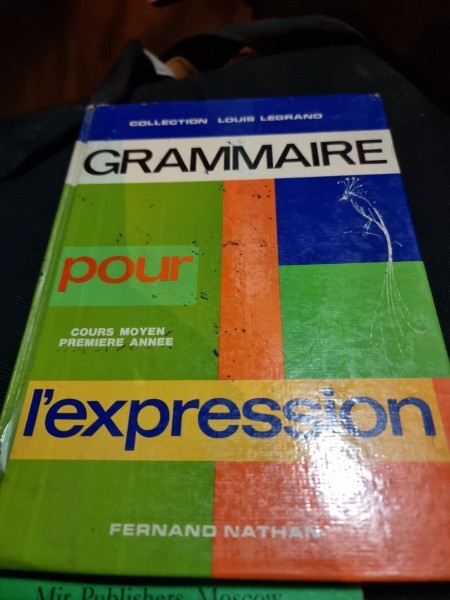 COLLECTION LOUIS LEGRAND
GRAMMAIRE
pour
COURS MOYEN
PREMIERE ANNEE
l'expression
FERNAND NATHAN
Mir Publishers Moscow